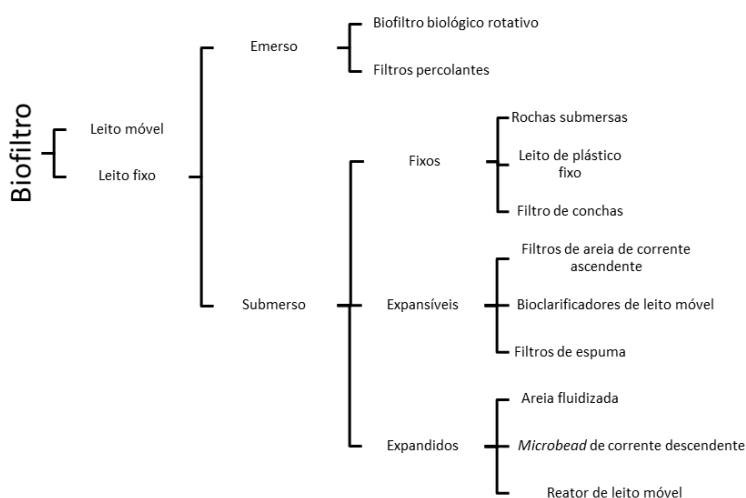 Biofiltro
Leito móvel
Leito fixo
Emerso
Biofiltro biológico rotativo
Filtros percolantes
Submerso
Fixos
Rochas submersas
Leito de plástico
fixo
Filtro de conchas
Expansíveis
Filtros de areia de corrente
ascendente
Bioclarificadores de leito móvel
Filtros de espuma
Expandidos
Areia fluidizada
Microbead de corrente descendente
Reator de leito móvel